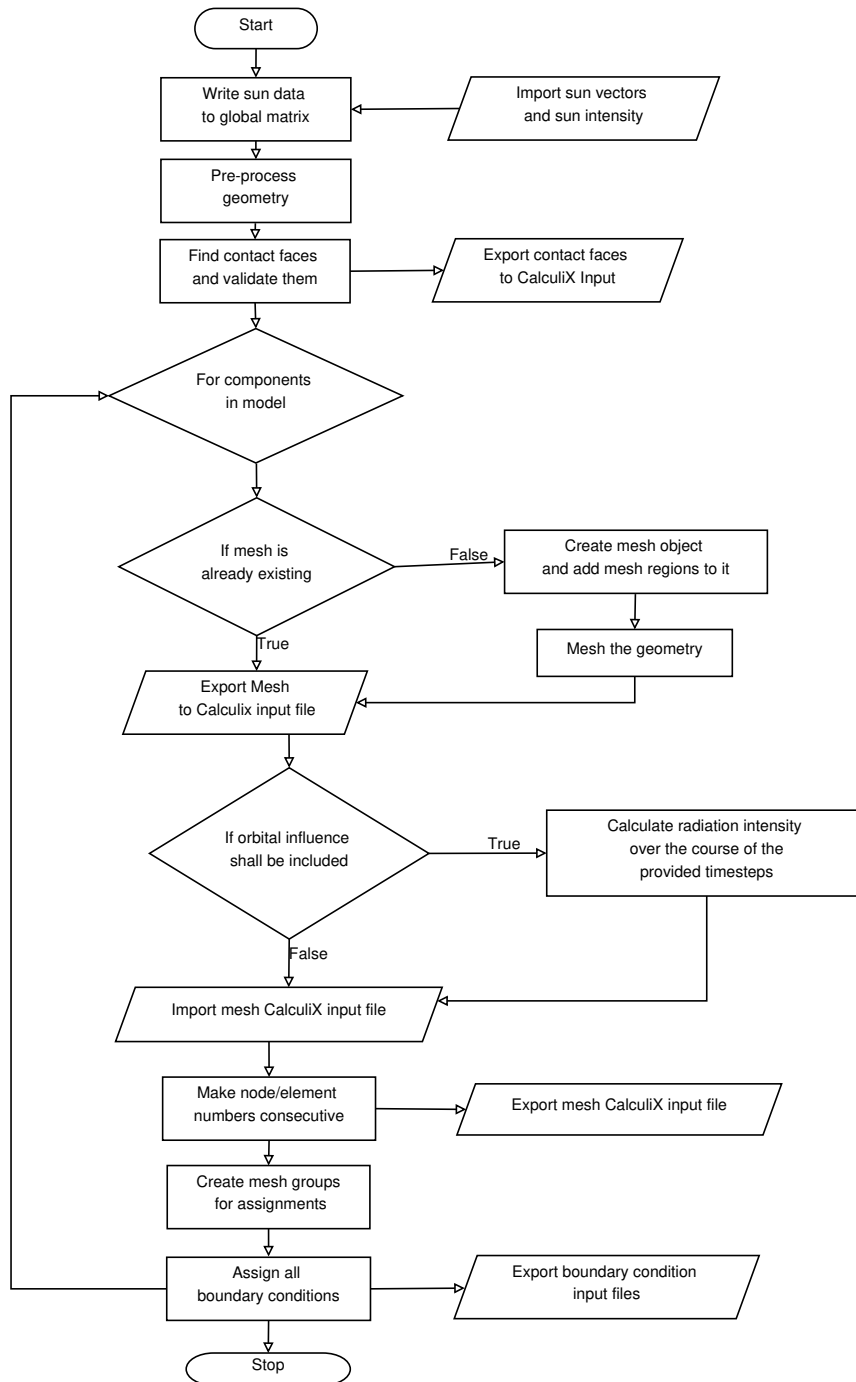 Start
Write sun data
to global matrix
Import sun vectors
and sun intensity
Pre-process
geometry
Find contact faces
and validate them
Export contact faces
to CalculiX Input
For components
in model
If mesh is
already existing
False
Create mesh object
and add mesh regions to it
True
Mesh the geometry
Export Mesh
to Calculix input file
If orbital influence
shall be included
True
Calculate radiation intensity
over the course of the
provided timesteps
False
Import mesh CalculiX input file
Make node/element
numbers consecutive
Export mesh CalculiX input file
Create mesh groups
for assignments
Assign all
boundary conditions
Export boundary condition
input files
Stop